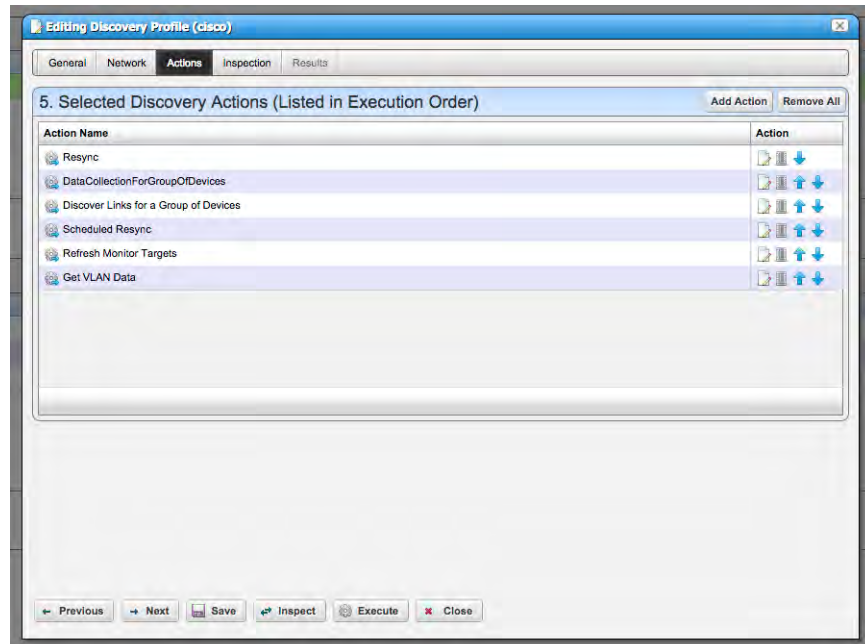 Editing Discovery Profile (cisco)
General Network Actions Inspection Results
5. Selected Discovery Actions (Listed in Execution Order) Add Action Remove All
Action Name Action
Resync
DataCollectionForGroupOfDevices
Discover Links for a Group of Devices
Scheduled Resync
Refresh Monitor Targets
Get VLAN Data
Previous Next Save Inspect Execute Close